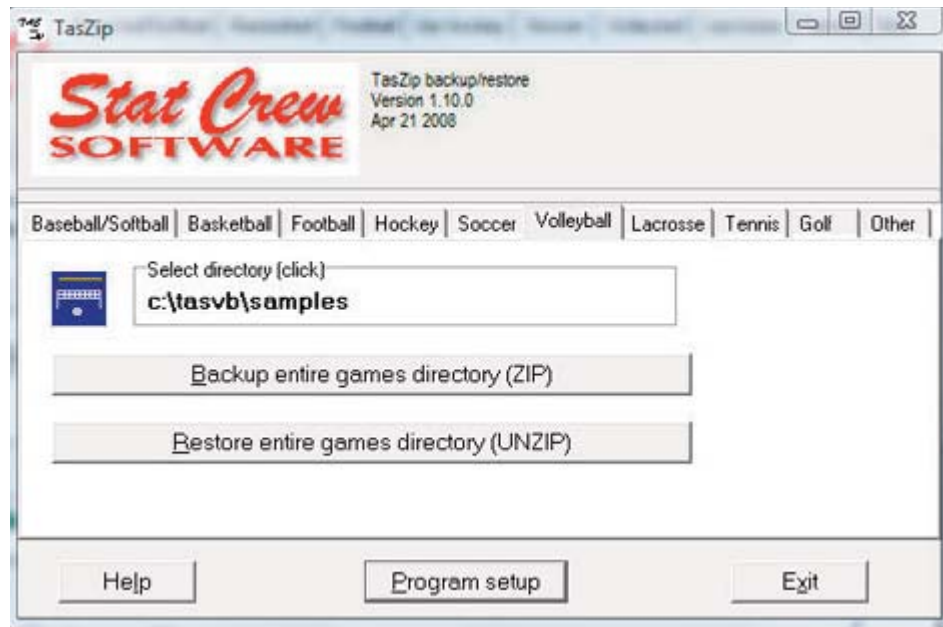 TasZip
Stat Crew
SOFTWARE
TasZip backup/restore
Version 1.10.0
Apr 21 2008
Baseball/Softball Basketball Football Hockey Soccer Volleyball Lacrosse Tennis Golf Other
Select directory (click)
c:\tasvb\samples
Backup entire games directory (ZIP)
Restore entire games directory (UNZIP)
Help Program setup Exit